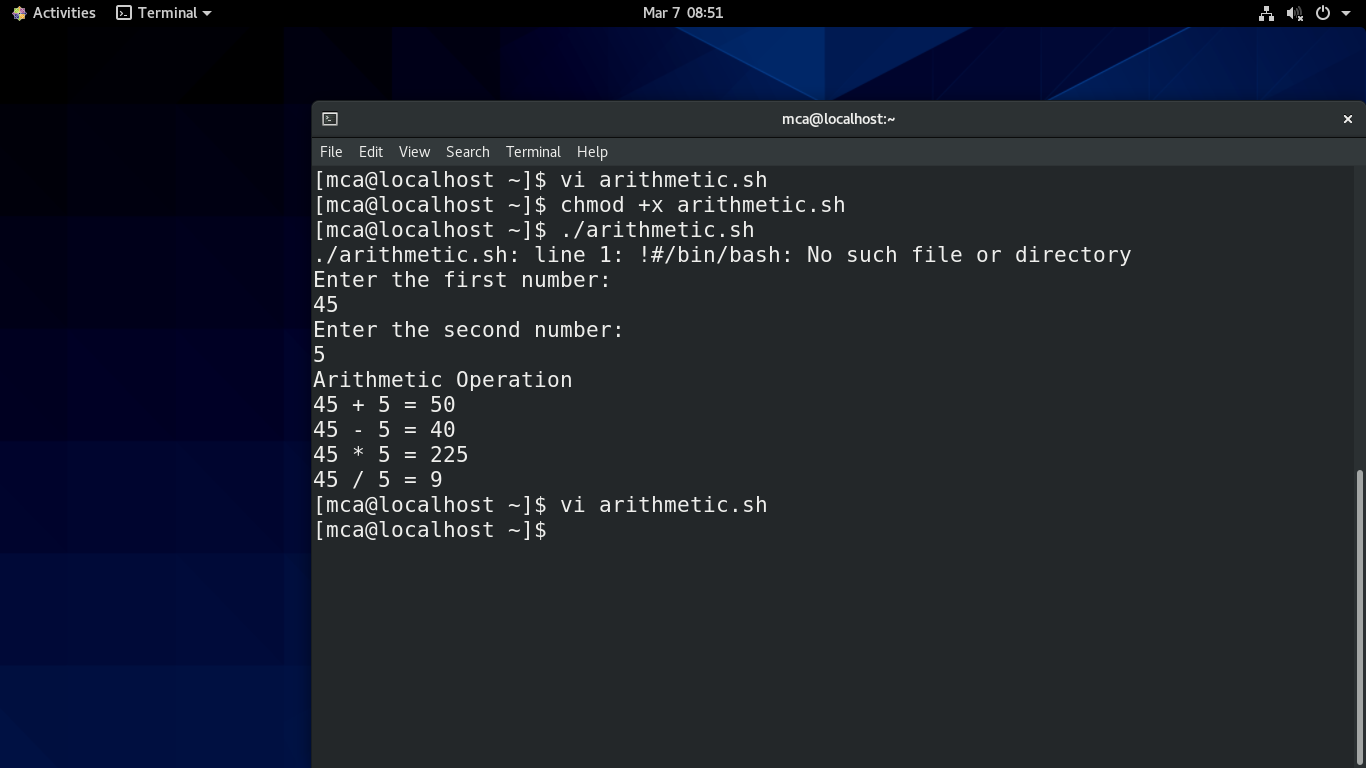 Activities Terminal Mar 7 08:51
mca@localhost:~
File Edit View Search Terminal Help
[mca@localhost ~]$ vi arithmetic.sh
[mca@localhost ~]$ chmod +x arithmetic.sh
[mca@localhost ~]$ ./arithmetic.sh
./arithmetic.sh: line 1: !#/bin/bash: No such file or directory
Enter the first number:
45
Enter the second number:
5
Arithmetic Operation
45 + 5 = 50
45 - 5 = 40
45 * 5 = 225
45 / 5 = 9
[mca@localhost ~]$ vi arithmetic.sh
[mca@localhost ~]$